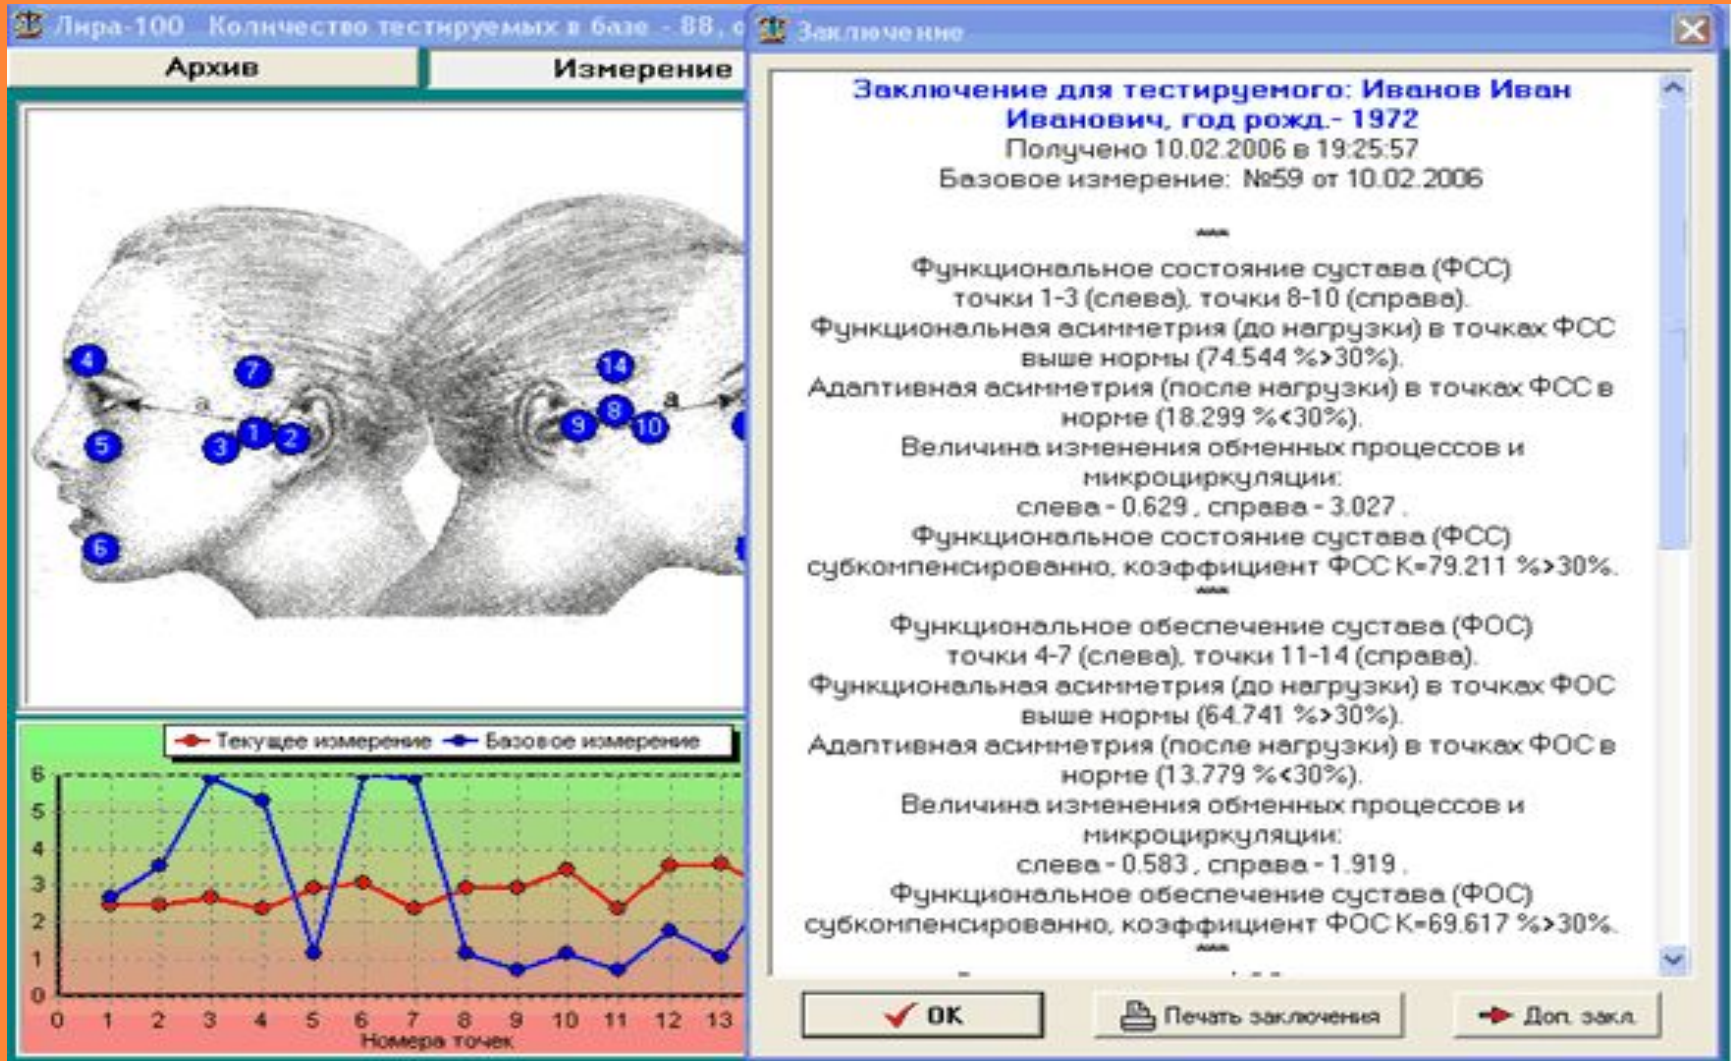 Лира-100 Количество тестируемых в базе - 88, о
Архив
Измерение
4
7
14
a
a
5
3
1
2
9
8
10
6
Текущее измерение
Базовое измерение
6
5
4
3
2
1
0
0 1 2 3 4 5 6 7 8 9 10 11 12 13
Номера точек
Заключение
Заключение для тестируемого: Иванов Иван
Иванович, год рожд.- 1972
Получено 10.02.2006 в 19:25:57
Базовое измерение: №59 от 10.02.2006
***
Функциональное состояние сустава (ФСС)
точки 1-3 (слева), точки 8-10 (справа).
Функциональная асимметрия (до нагрузки) в точках ФСС
выше нормы (74.544 %>30%).
Адаптивная асимметрия (после нагрузки) в точках ФСС в
норме (18.299 %<30%).
Величина изменения обменных процессов и
микроциркуляции:
слева - 0.629 , справа - 3.027 .
Функциональное состояние сустава (ФСС)
субкомпенсированно, коэффициент ФСС К=79.211 %>30%.
***
Функциональное обеспечение сустава (ФОС)
точки 4-7 (слева), точки 11-14 (справа).
Функциональная асимметрия (до нагрузки) в точках ФОС
выше нормы (64.741 %>30%).
Адаптивная асимметрия (после нагрузки) в точках ФОС в
норме (13.779 %<30%).
Величина изменения обменных процессов и
микроциркуляции:
слева - 0.583 , справа - 1.919 .
Функциональное обеспечение сустава (ФОС)
субкомпенсированно, коэффициент ФОС К=69.617 %>30%.
***
OK
Печать заключения
Доп. закл.